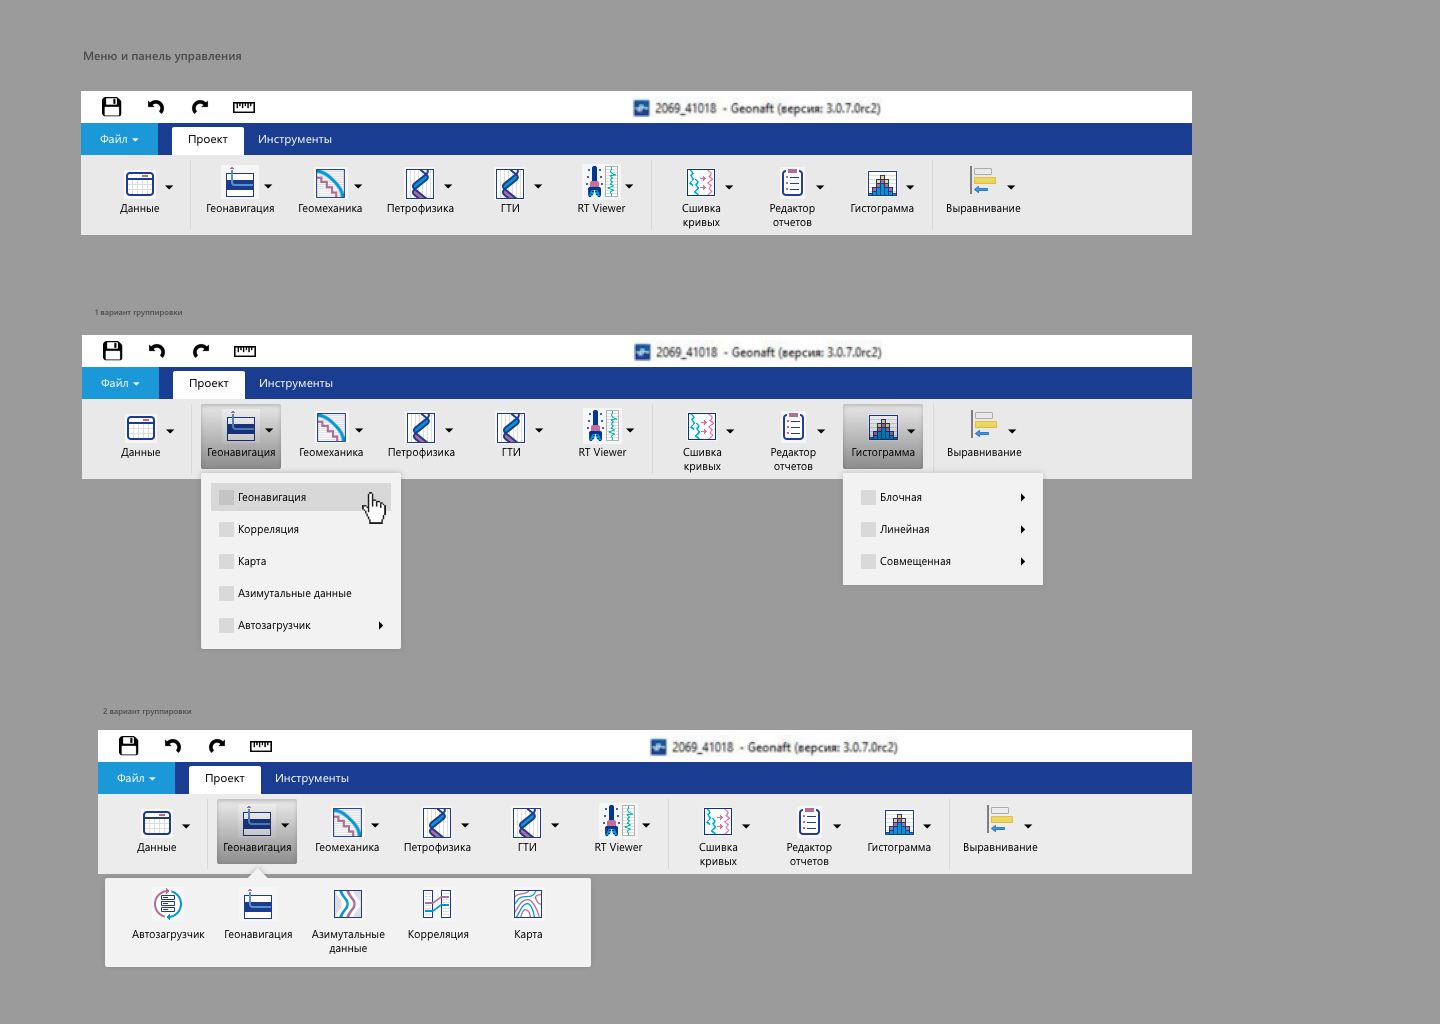 Меню и панель управления
2069_41018 - Geonaft (версия: 3.0.7.0rc2)
Файл Проект Инструменты
Данные Геонавигация Геомеханика Петрофизика ГТИ RT Viewer Сшивка кривых Редактор отчетов Гистограмма Выравнивание
1 вариант группировки
2069_41018 - Geonaft (версия: 3.0.7.0rc2)
Файл Проект Инструменты
Данные Геонавигация Геомеханика Петрофизика ГТИ RT Viewer Сшивка кривых Редактор отчетов Гистограмма Выравнивание
Геонавигация
Корреляция
Карта
Азимутальные данные
Автозагрузчик
Блочная
Линейная
Совмещенная
2 вариант группировки
2069_41018 - Geonaft (версия: 3.0.7.0rc2)
Файл Проект Инструменты
Данные Геонавигация Геомеханика Петрофизика ГТИ RT Viewer Сшивка кривых Редактор отчетов Гистограмма Выравнивание
Автозагрузчик Геонавигация Азимутальные данные Корреляция Карта